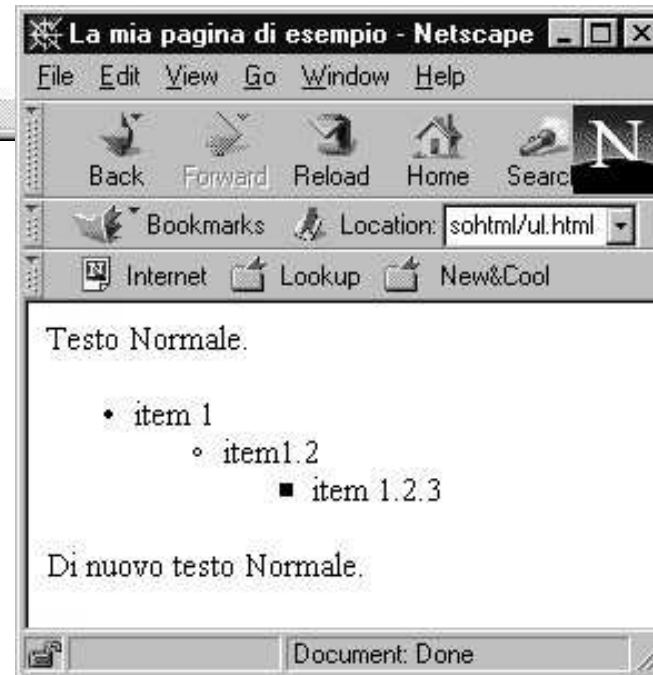 La mia pagina di esempio - Netscape
File Edit View Go Window Help
N
Back Forward Reload Home Searc
Bookmarks Location: sohtml/ul.html
Internet Lookup New&Cool
Testo Normale.
item 1
item1.2
item 1.2.3
Di nuovo testo Normale.
Document: Done